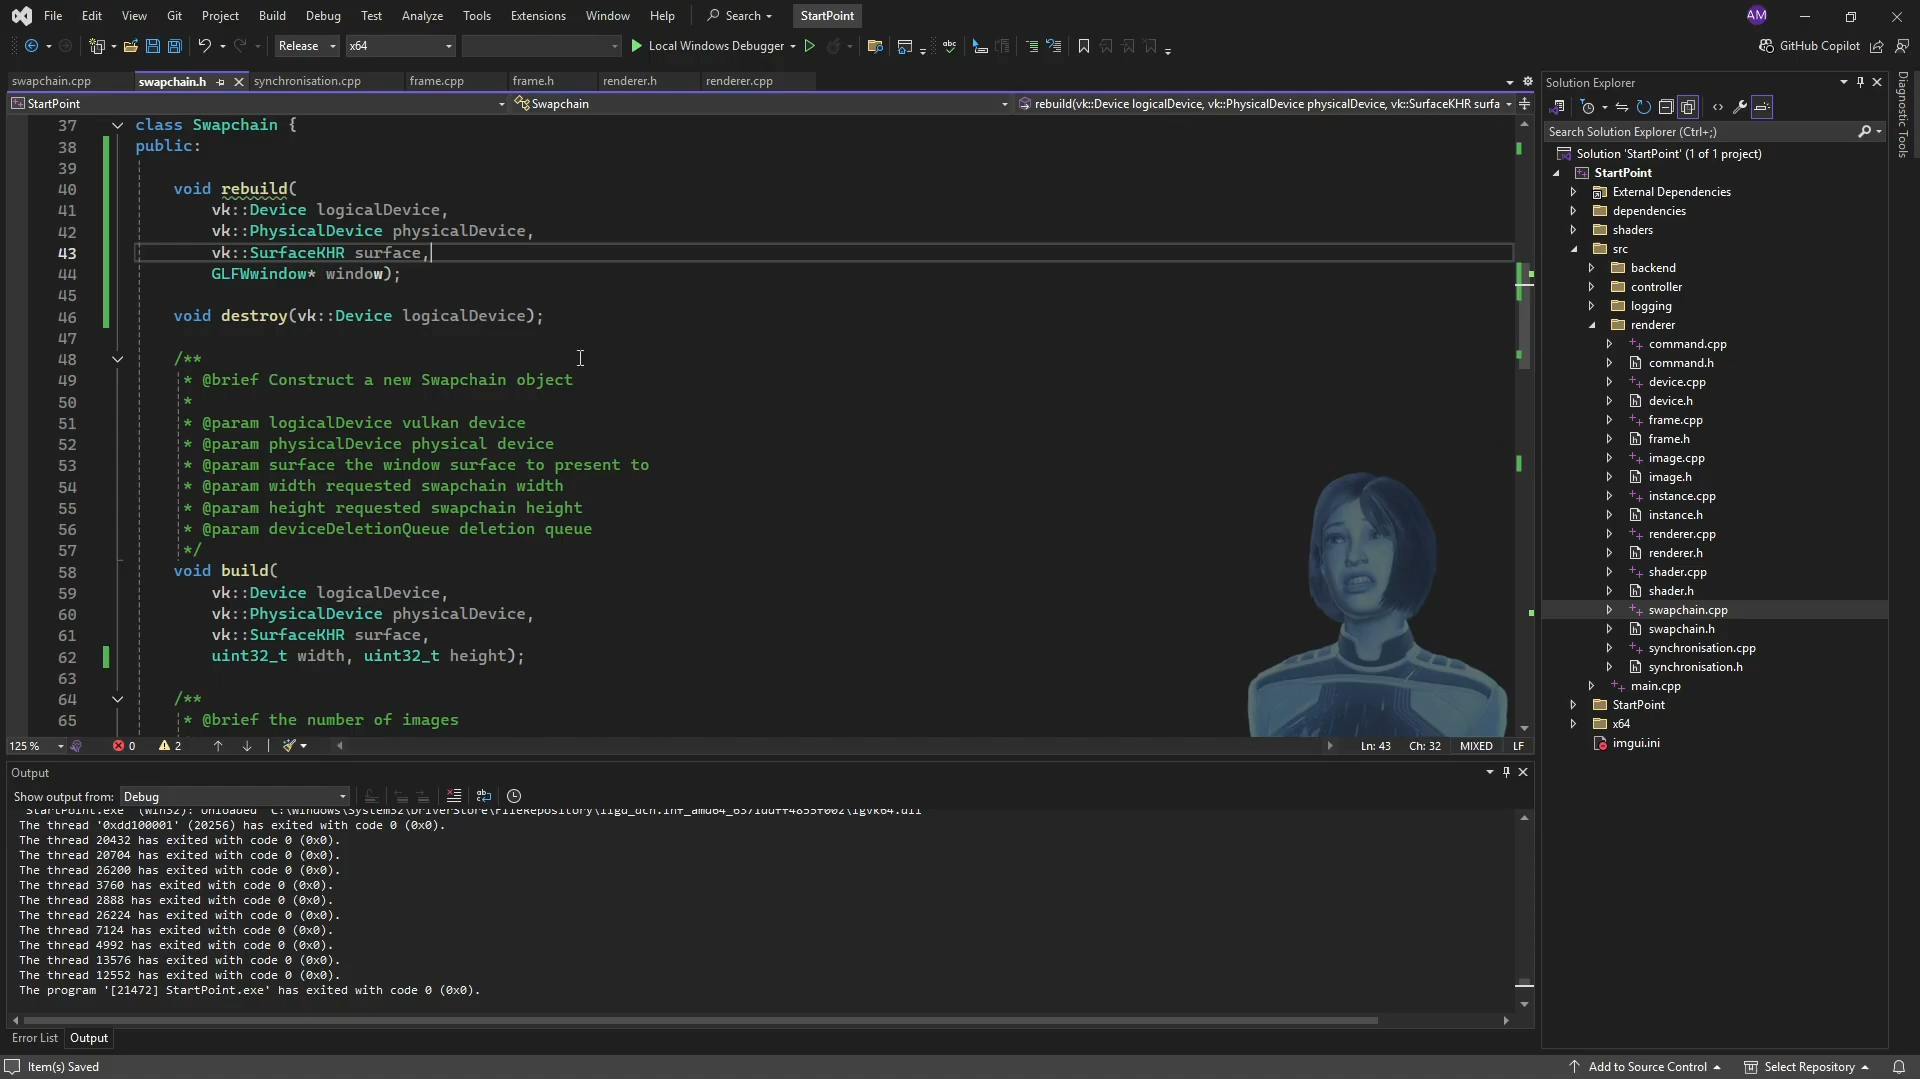 File Edit View Git Project Build Debug Test Analyze Tools Extensions Window Help Search StartPoint AM
Release x64 Local Windows Debugger GitHub Copilot
swapchain.cpp swapchain.h synchronisation.cpp frame.cpp frame.h renderer.h renderer.cpp
StartPoint Swapchain rebuild(vk::Device logicalDevice, vk::PhysicalDevice physicalDevice, vk::SurfaceKHR surfa
37 class Swapchain {
38 public:
39
40 void rebuild(
41 vk::Device logicalDevice,
42 vk::PhysicalDevice physicalDevice,
43 vk::SurfaceKHR surface,
44 GLFWwindow* window);
45
46 void destroy(vk::Device logicalDevice);
47
48 /**
49 * @brief Construct a new Swapchain object
50 *
51 * @param logicalDevice vulkan device
52 * @param physicalDevice physical device
53 * @param surface the window surface to present to
54 * @param width requested swapchain width
55 * @param height requested swapchain height
56 * @param deviceDeletionQueue deletion queue
57 */
58 void build(
59 vk::Device logicalDevice,
60 vk::PhysicalDevice physicalDevice,
61 vk::SurfaceKHR surface,
62 uint32_t width, uint32_t height);
63
64 /**
65 * @brief the number of images
125 % 0 2 Ln: 43 Ch: 32 MIXED LF
Output
Show output from: Debug
The thread '0xdd100001' (20256) has exited with code 0 (0x0).
The thread 20432 has exited with code 0 (0x0).
The thread 20704 has exited with code 0 (0x0).
The thread 26200 has exited with code 0 (0x0).
The thread 3760 has exited with code 0 (0x0).
The thread 2888 has exited with code 0 (0x0).
The thread 26224 has exited with code 0 (0x0).
The thread 7124 has exited with code 0 (0x0).
The thread 4992 has exited with code 0 (0x0).
The thread 13576 has exited with code 0 (0x0).
The thread 12552 has exited with code 0 (0x0).
The program '[21472] StartPoint.exe' has exited with code 0 (0x0).
Error List Output
Item(s) Saved Add to Source Control Select Repository
Solution Explorer
Search Solution Explorer (Ctrl+;)
Solution 'StartPoint' (1 of 1 project)
StartPoint
External Dependencies
dependencies
shaders
src
backend
controller
logging
renderer
command.cpp
command.h
device.cpp
device.h
frame.cpp
frame.h
image.cpp
image.h
instance.cpp
instance.h
renderer.cpp
renderer.h
shader.cpp
shader.h
swapchain.cpp
swapchain.h
synchronisation.cpp
synchronisation.h
main.cpp
StartPoint
x64
imgui.ini
Diagnostic Tools